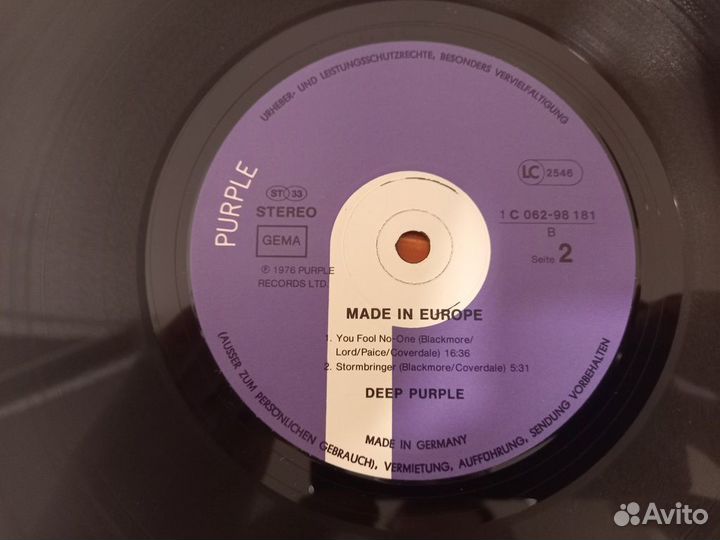 URHEBER- UND LEISTUNGSSCHUTZRECHTE, BESONDERS VERVIELFÄLTIGUNG
PURPLE
ST 33
STEREO
GEMA
℗ 1976 PURPLE
RECORDS LTD.
LC 2546
1 C 062-98 181
B
Seite 2
MADE IN EUROPE
1. You Fool No-One (Blackmore/
Lord/Paice/Coverdale) 16:36
2. Stormbringer (Blackmore/Coverdale) 5:31
DEEP PURPLE
MADE IN GERMANY
(AUSSER ZUM PERSÖNLICHEN GEBRAUCH), VERMIETUNG, AUFFÜHRUNG, SENDUNG VORBEHALTEN
Avito